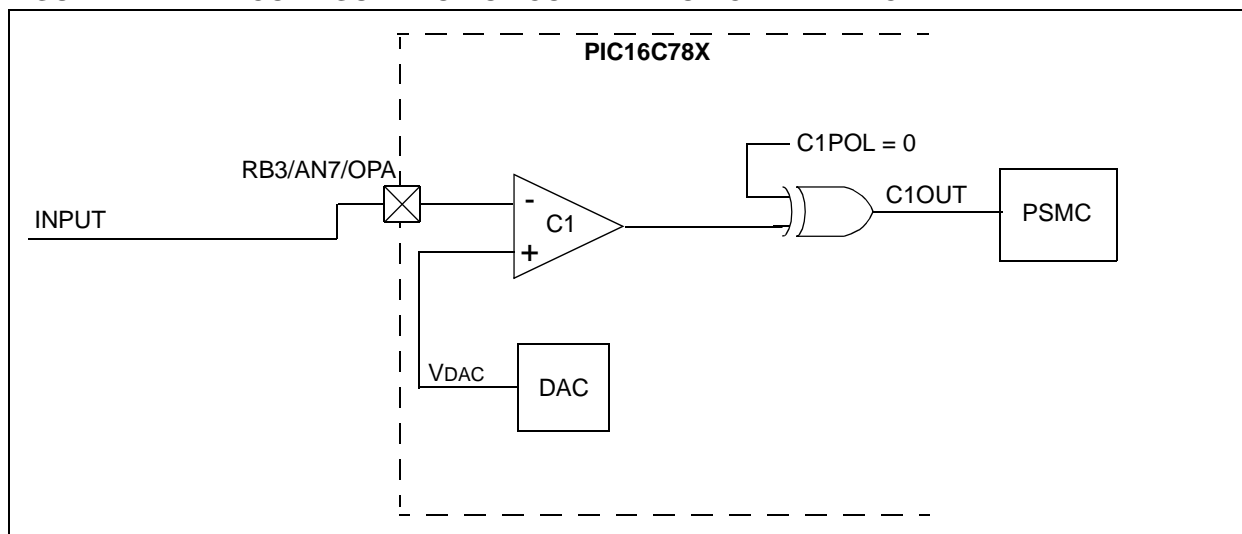 PIC16C78X
C1POL = 0
RB3/AN7/OPA
INPUT
-
C1
+
C1OUT
PSMC
VDAC
DAC